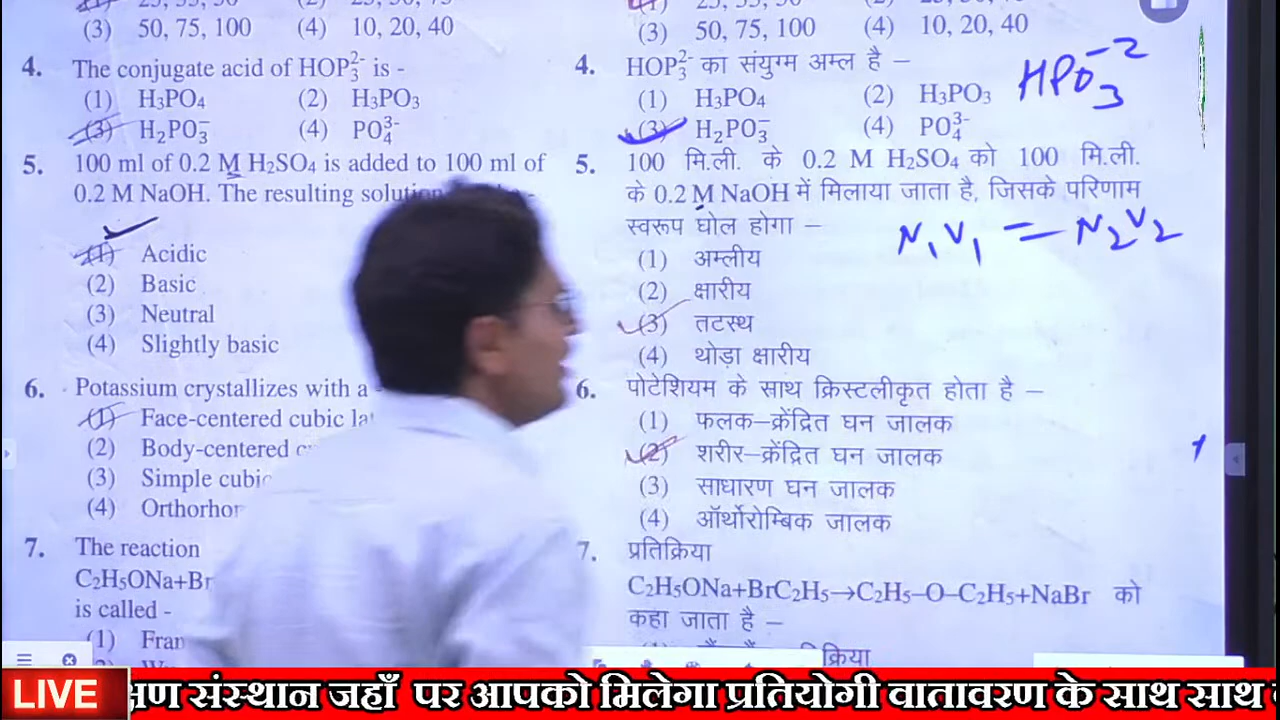 (3) 50, 75, 100 (4) 10, 20, 40
4. The conjugate acid of HOP₃²⁻ is -
(1) H₃PO₄ (2) H₃PO₃
(3) H₂PO₃⁻ (4) PO₄³⁻
5. 100 ml of 0.2 M H₂SO₄ is added to 100 ml of
0.2 M NaOH. The resulting solution
(1) Acidic
(2) Basic
(3) Neutral
(4) Slightly basic
6. Potassium crystallizes with a
(1) Face-centered cubic la
(2) Body-centered c
(3) Simple cubic
(4) Orthorhor
7. The reaction
C₂H₅ONa+Br
is called -
(1) Fran
(3) 50, 75, 100 (4) 10, 20, 40
4. HOP₃²⁻ का संयुग्म अम्ल है –
(1) H₃PO₄ (2) H₃PO₃
(3) H₂PO₃⁻ (4) PO₄³⁻
HPO₃⁻²
5. 100 मि.ली. के 0.2 M H₂SO₄ को 100 मि.ली.
के 0.2 M NaOH में मिलाया जाता है, जिसके परिणाम
स्वरूप घोल होगा –
N₁V₁ = N₂V₂
(1) अम्लीय
(2) क्षारीय
(3) तटस्थ
(4) थोड़ा क्षारीय
6. पोटेशियम के साथ क्रिस्टलीकृत होता है –
(1) फलक–क्रेंद्रित घन जालक
(2) शरीर–क्रेंद्रित घन जालक
(3) साधारण घन जालक
(4) ऑर्थोरोम्बिक जालक
7. प्रतिक्रिया
C₂H₅ONa+BrC₂H₅→C₂H₅–O–C₂H₅+NaBr को
कहा जाता है –
क्रिया
LIVE
क्षण संस्थान जहाँ पर आपको मिलेगा प्रतियोगी वातावरण के साथ साथ